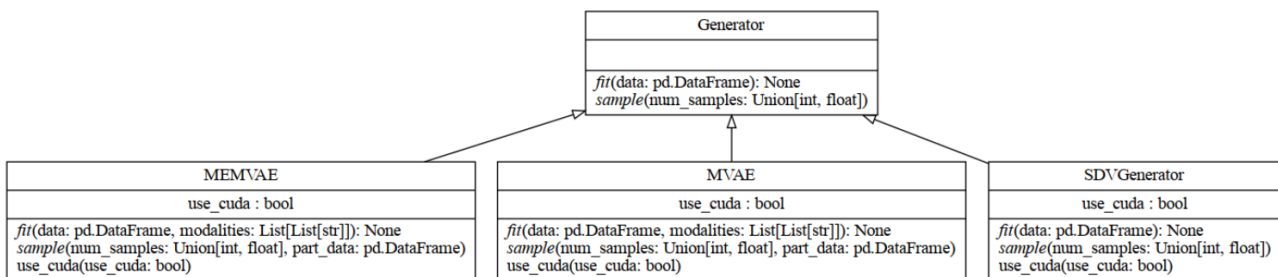 Generator
fit(data: pd.DataFrame): None
sample(num_samples: Union[int, float])
MEMVAE
use_cuda : bool
fit(data: pd.DataFrame, modalities: List[List[str]]): None
sample(num_samples: Union[int, float], part_data: pd.DataFrame)
use_cuda(use_cuda: bool)
MVAE
use_cuda : bool
fit(data: pd.DataFrame, modalities: List[List[str]]): None
sample(num_samples: Union[int, float], part_data: pd.DataFrame)
use_cuda(use_cuda: bool)
SDVGenerator
use_cuda : bool
fit(data: pd.DataFrame): None
sample(num_samples: Union[int, float])
use_cuda(use_cuda: bool)